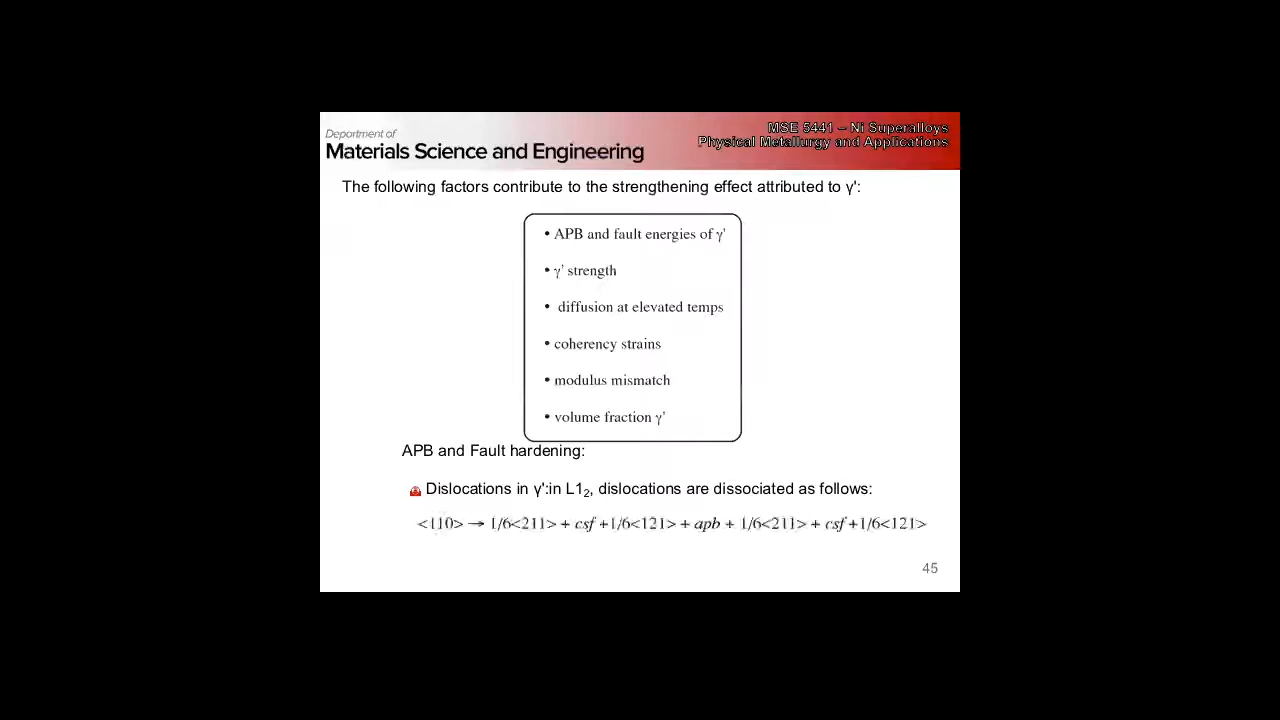 Department of
Materials Science and Engineering
MSE 5441 – Ni Superalloys
Physical Metallurgy and Applications
The following factors contribute to the strengthening effect attributed to γ':
• APB and fault energies of γ'
• γ' strength
• diffusion at elevated temps
• coherency strains
• modulus mismatch
• volume fraction γ'
APB and Fault hardening:
Dislocations in γ':in L1₂, dislocations are dissociated as follows:
<110> → 1/6<211> + csf +1/6<121> + apb + 1/6<211> + csf +1/6<121>
45